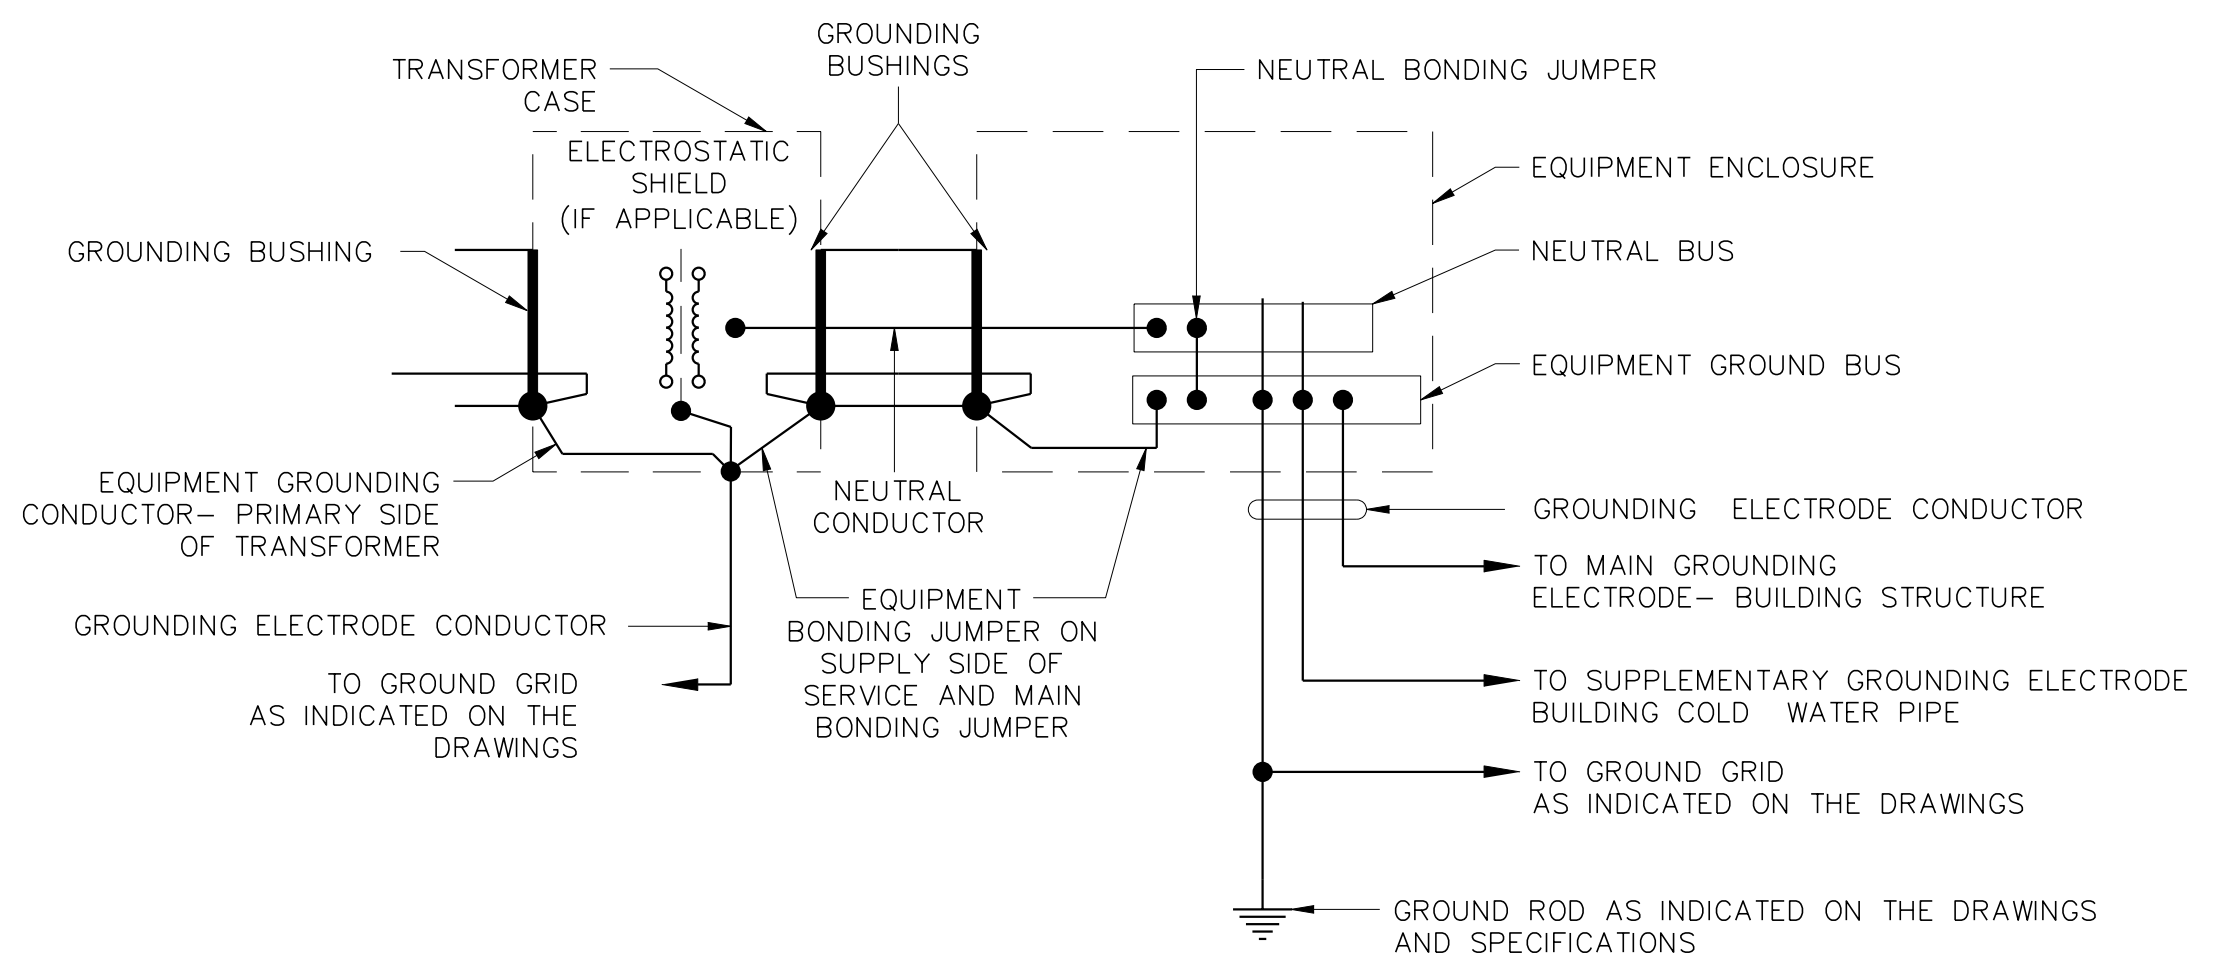 GROUNDING
BUSHINGS
TRANSFORMER
CASE
NEUTRAL BONDING JUMPER
ELECTROSTATIC
SHIELD
(IF APPLICABLE)
EQUIPMENT ENCLOSURE
GROUNDING BUSHING
NEUTRAL BUS
EQUIPMENT GROUND BUS
EQUIPMENT GROUNDING
CONDUCTOR- PRIMARY SIDE
OF TRANSFORMER
NEUTRAL
CONDUCTOR
GROUNDING ELECTRODE CONDUCTOR
TO MAIN GROUNDING
ELECTRODE- BUILDING STRUCTURE
GROUNDING ELECTRODE CONDUCTOR
EQUIPMENT
BONDING JUMPER ON
SUPPLY SIDE OF
SERVICE AND MAIN
BONDING JUMPER
TO GROUND GRID
AS INDICATED ON THE
DRAWINGS
TO SUPPLEMENTARY GROUNDING ELECTRODE
BUILDING COLD WATER PIPE
TO GROUND GRID
AS INDICATED ON THE DRAWINGS
GROUND ROD AS INDICATED ON THE DRAWINGS
AND SPECIFICATIONS